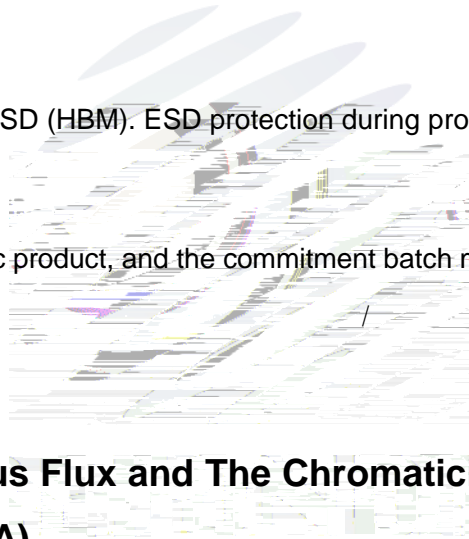 SD (HBM). ESD protection during pro
c product, and the commitment batch
/
us Flux and The Chromatic
A)